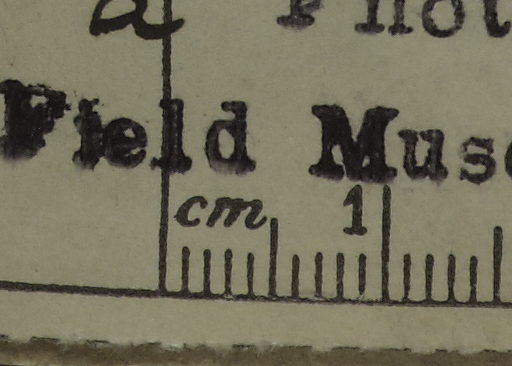 Field Muse
cm 1